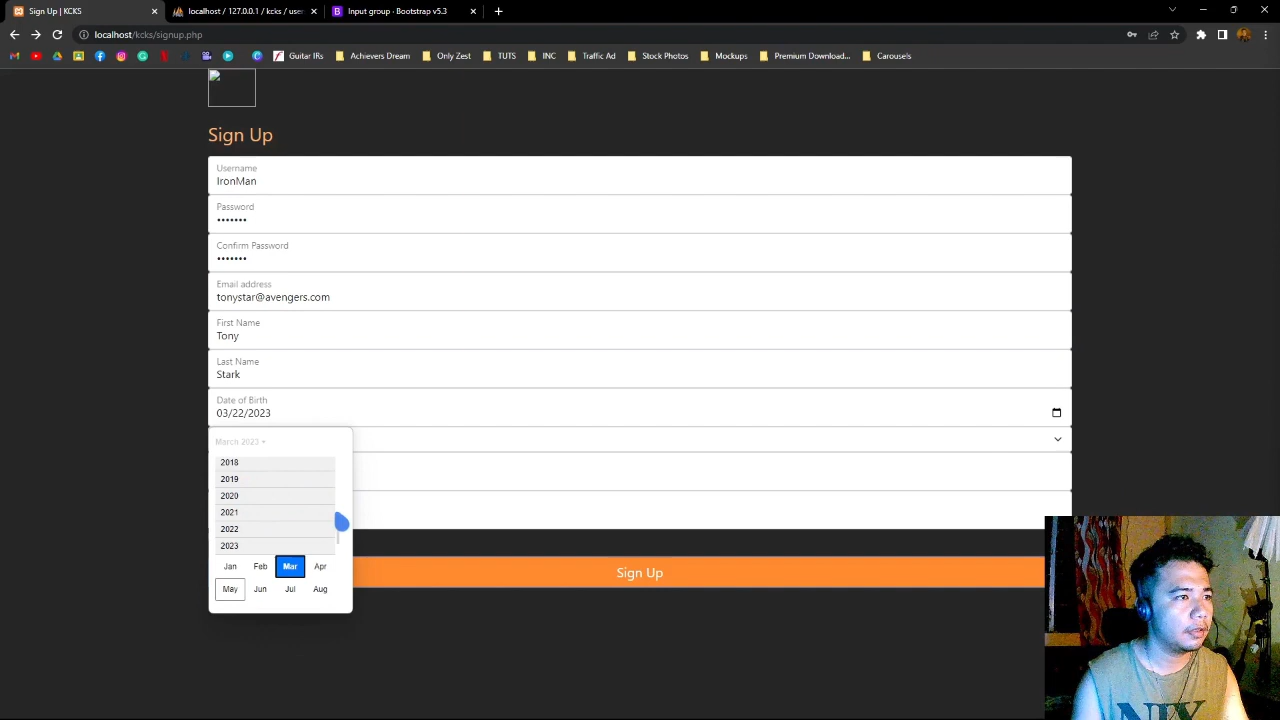 Sign Up | KCKS
localhost / 127.0.0.1 / kcks / user
Input group · Bootstrap v5.3
localhost/kcks/signup.php
Guitar IRs
Achievers Dream
Only Zest
TUTS
INC
Traffic Ad
Stock Photos
Mockups
Premium Download...
Carousels
Sign Up
Username
IronMan
Password
•••••••
Confirm Password
•••••••
Email address
tonystar@avengers.com
First Name
Tony
Last Name
Stark
Date of Birth
03/22/2023
March 2023
2018
2019
2020
2021
2022
2023
Jan Feb Mar Apr
May Jun Jul Aug
Sign Up